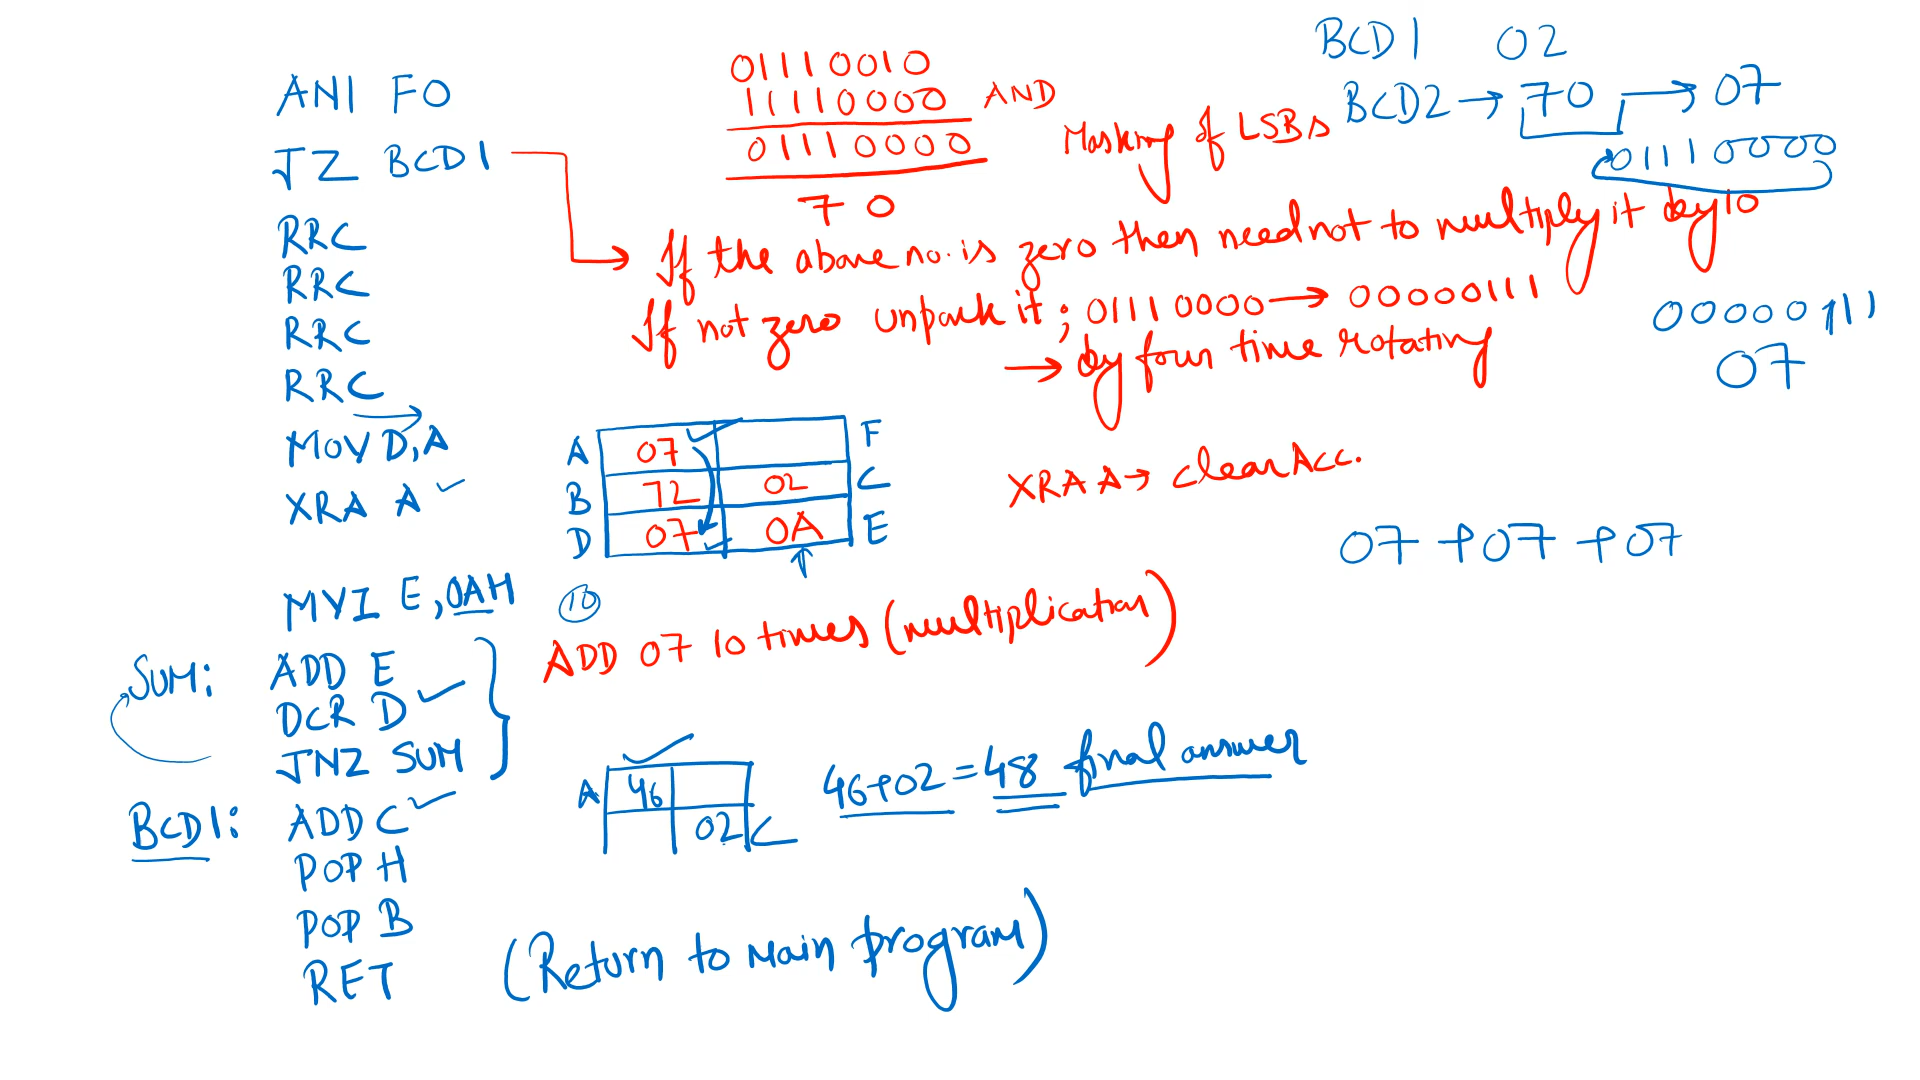 BCD1 02
ANI F0
01110010
11110000 AND
01110000
70
Masking of LSBs
BCD2 → 70 → 07
01110000
JZ BCD1
RRC
RRC
RRC
RRC
If the above no. is zero then need not to multiply it by 10
If not zero unpack it ; 01110000 → 00000111
→ by four time rotating
00000111
07
MOV D,A
XRA A
A 07 F
B 72 02 C
D 07 0A E
XRA A → clear Acc.
07 + 07 + 07
MVI E,0AH
10
ADD 07 10 times (multiplication)
SUM: ADD E
DCR D
JNZ SUM
BCD1: ADD C
POP H
POP B
RET
A 46
02 C
46+02 = 48 final answer
(Return to Main program)